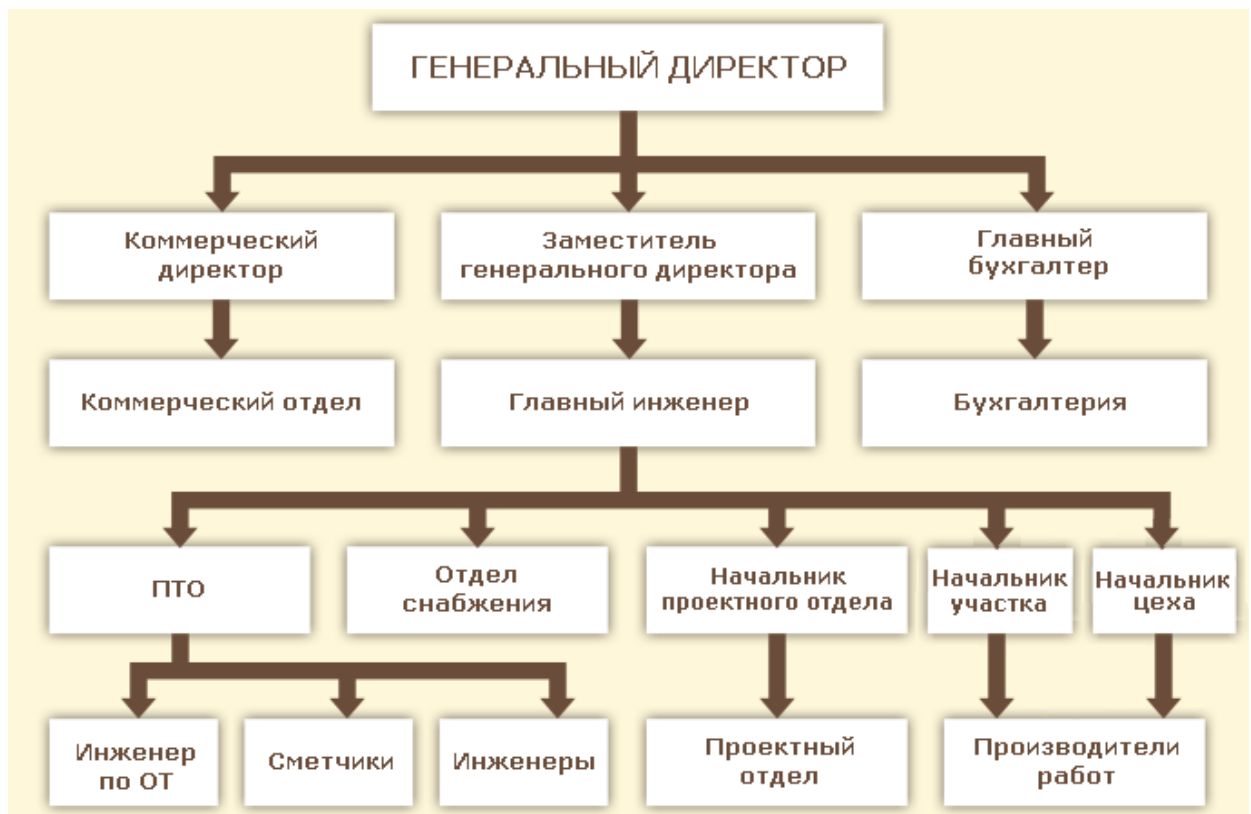 ГЕНЕРАЛЬНЫЙ ДИРЕКТОР
Коммерческий
директор
Заместитель
генерального директора
Главный
бухгалтер
Коммерческий отдел
Главный инженер
Бухгалтерия
ПТО
Отдел
снабжения
Начальник
проектного отдела
Начальник
участка
Начальник
цеха
Инженер
по ОТ
Сметчики
Инженеры
Проектный
отдел
Производители
работ